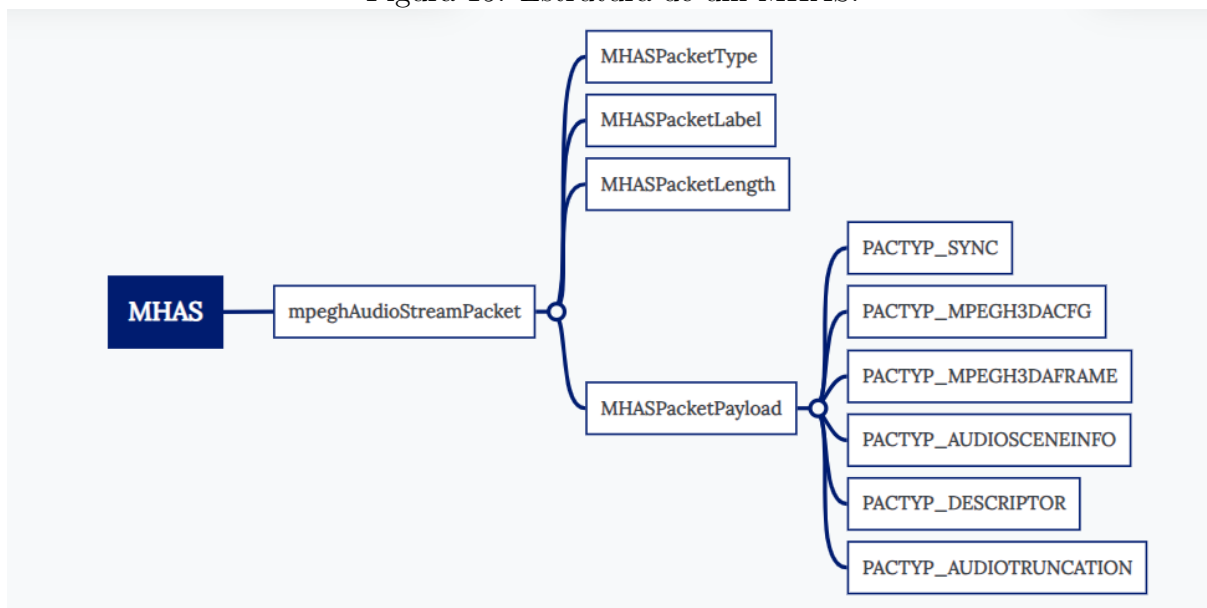 MHAS
mpeghAudioStreamPacket
MHASPacketType
MHASPacketLabel
MHASPacketLength
MHASPacketPayload
PACTYP_SYNC
PACTYP_MPEGH3DACFG
PACTYP_MPEGH3DAFRAME
PACTYP_AUDIOSCENEINFO
PACTYP_DESCRIPTOR
PACTYP_AUDIOTRUNCATION